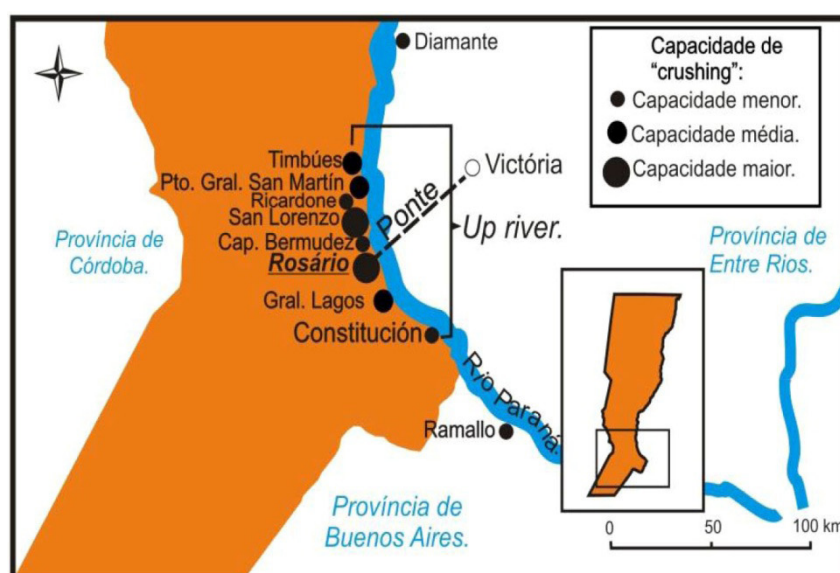 Diamante
Capacidade de
“crushing”:
Capacidade menor.
Capacidade média.
Capacidade maior.
Timbúes
Pto. Gral. San Martín
Ricardone
San Lorenzo
Cap. Bermudez
Rosário
Gral. Lagos
Constitución
Ponte
Victória
Up river.
Província de
Córdoba.
Província de
Entre Rios.
Rio Paraná.
Ramallo
Província de
Buenos Aires.
0 50 100 km